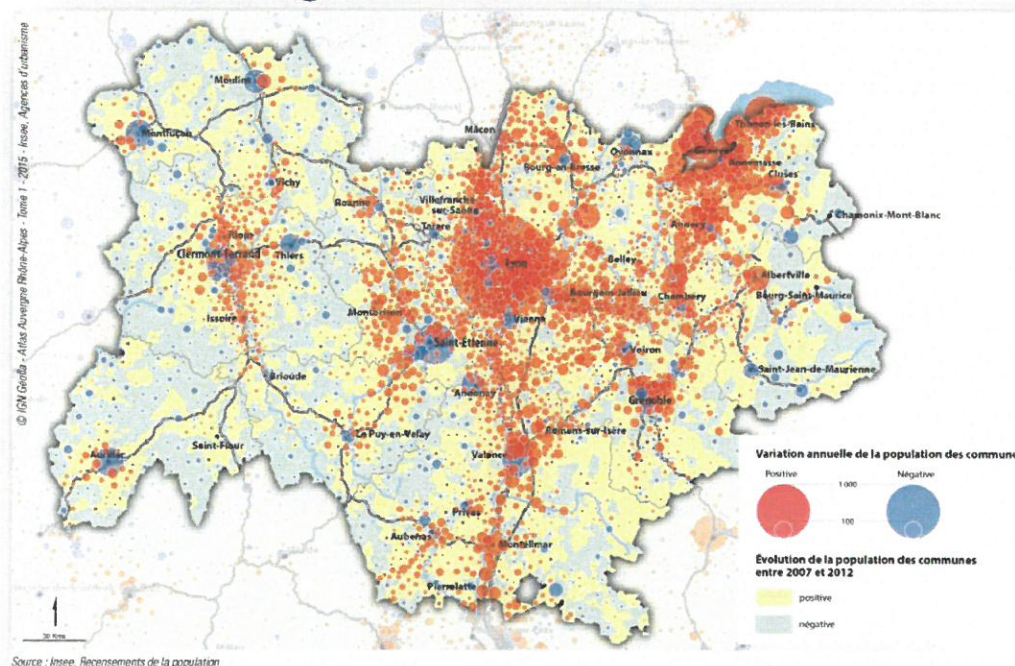 © IGN Géofla - Atlas Auvergne Rhône-Alpes - Tome 1 - 2015 - Insee, Agences d'urbanisme
Moulins
Montluçon
Mâcon
Thonon-les-Bains
Genève
Oyonnax
Bourg-en-Bresse
Annemasse
Cluses
Vichy
Roanne
Villefranche-sur-Saône
Tarare
Chamonix-Mont-Blanc
Annecy
Riom
Clermont-Ferrand
Thiers
Lyon
Belley
Albertville
Bourgoin-Jallieu
Chambéry
Bourg-Saint-Maurice
Issoire
Montbrison
Vienne
Saint-Étienne
Voiron
Saint-Jean-de-Maurienne
Brioude
Annonay
Grenoble
Romans-sur-Isère
Le Puy-en-Velay
Saint-Flour
Aurillac
Valence
Privas
Aubenas
Montélimar
Pierrelatte
Variation annuelle de la population des commune
Positive
Négative
1 000
100
Évolution de la population des communes
entre 2007 et 2012
positive
négative
30 Kms
Source : Insee, Recensements de la population